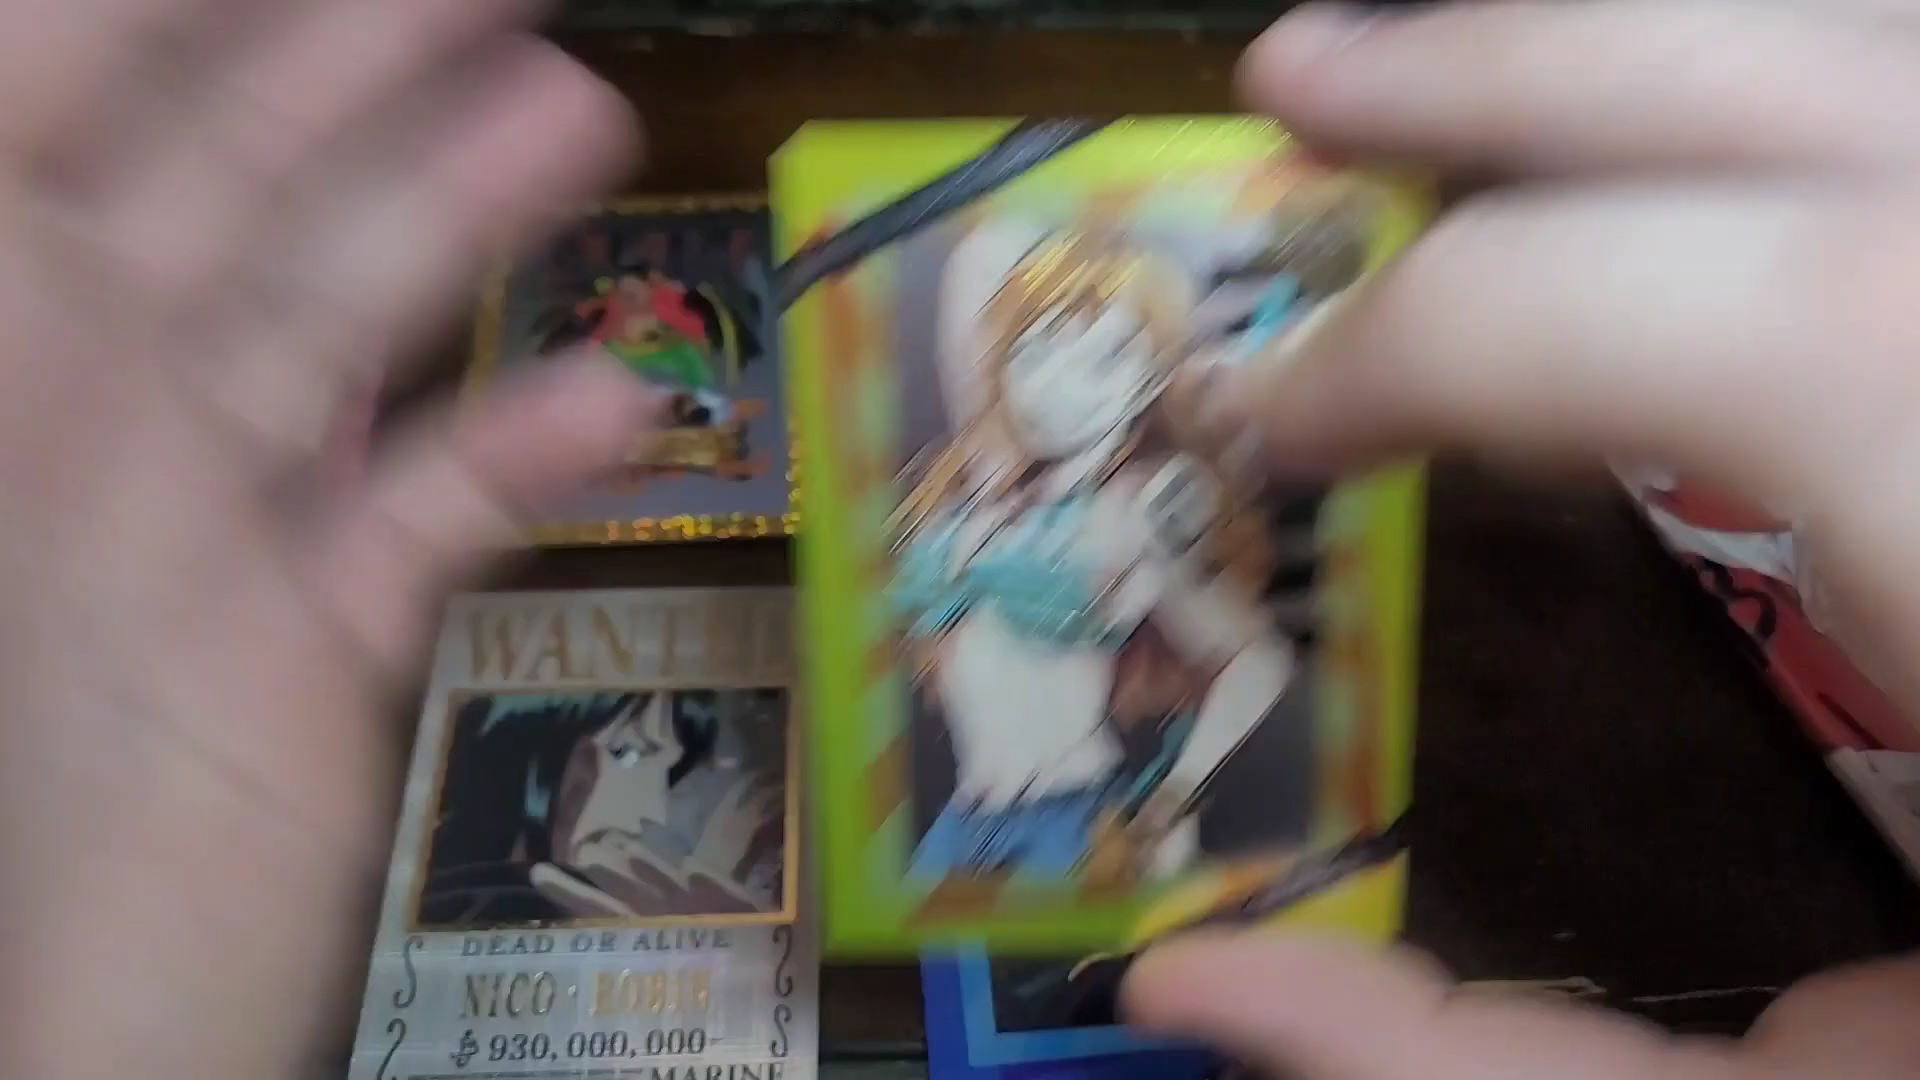 WANTED
DEAD OR ALIVE
NICO · ROBIN
฿930,000,000-
MARINE